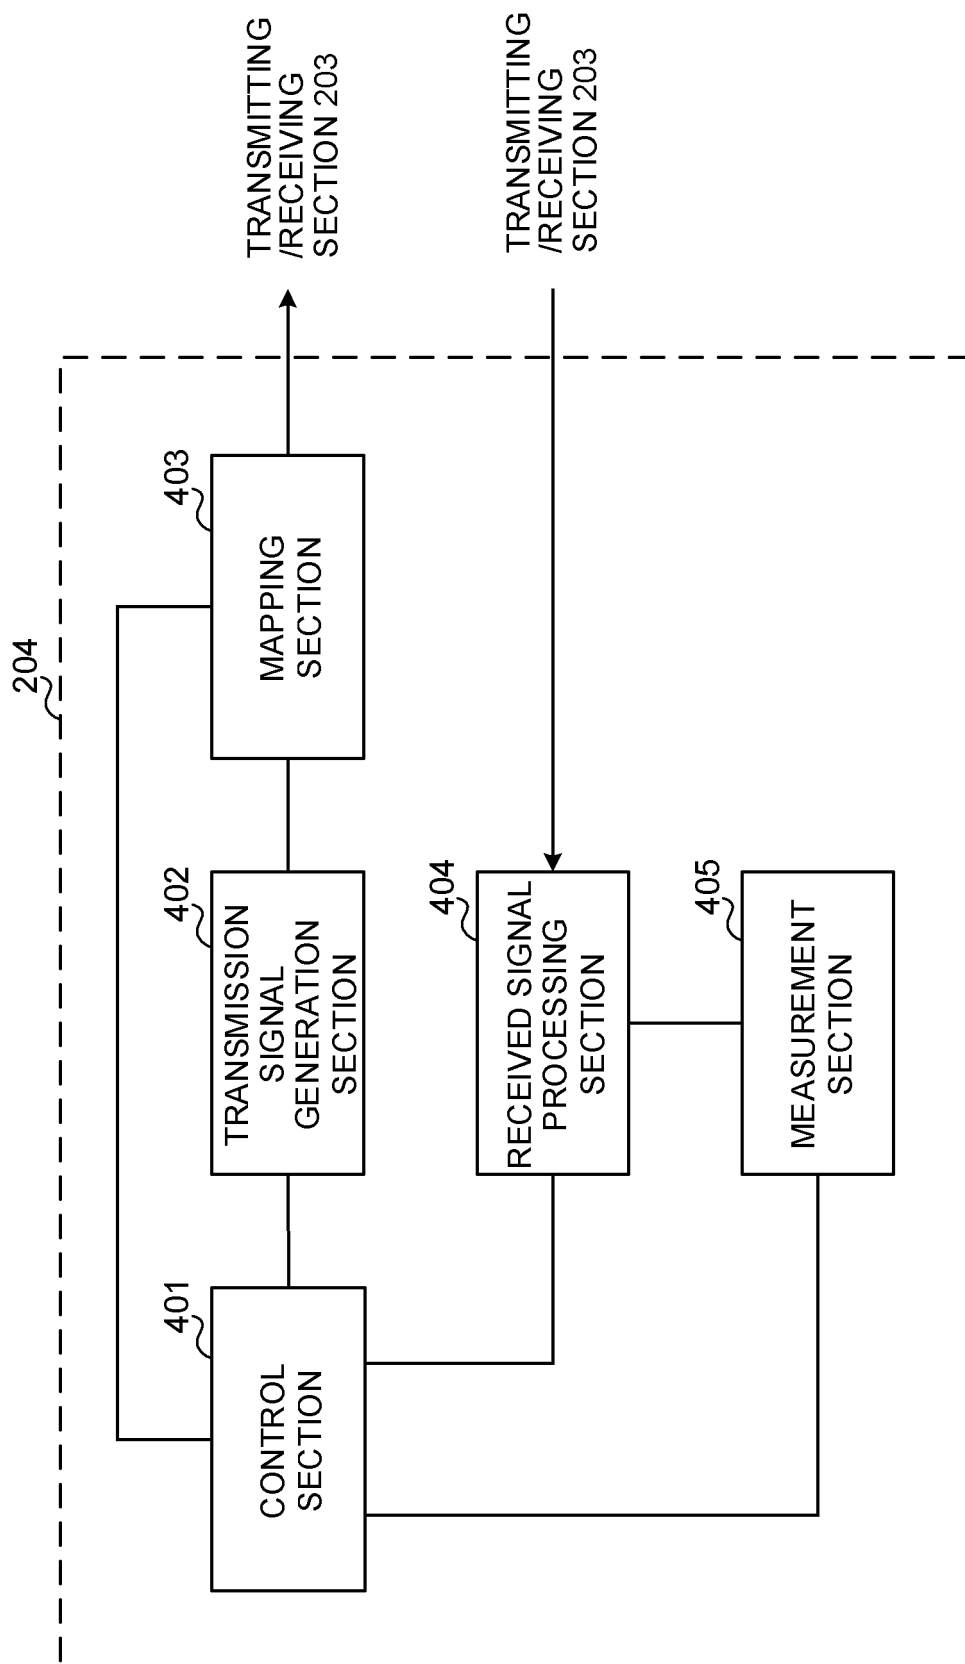 204
401
CONTROL
SECTION
402
TRANSMISSION
SIGNAL
GENERATION
SECTION
403
MAPPING
SECTION
TRANSMITTING
/RECEIVING
SECTION 203
404
RECEIVED SIGNAL
PROCESSING
SECTION
TRANSMITTING
/RECEIVING
SECTION 203
405
MEASUREMENT
SECTION